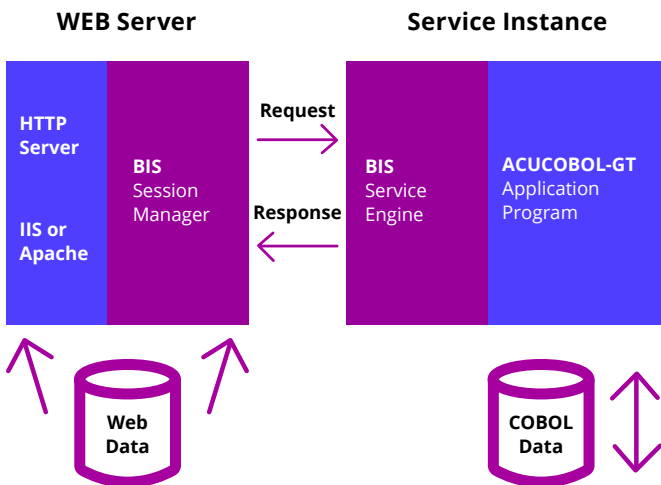 WEB Server
Service Instance
HTTP
Server
IIS or
Apache
BIS
Session
Manager
Request
Response
BIS
Service
Engine
ACUCOBOL-GT
Application
Program
Web
Data
COBOL
Data